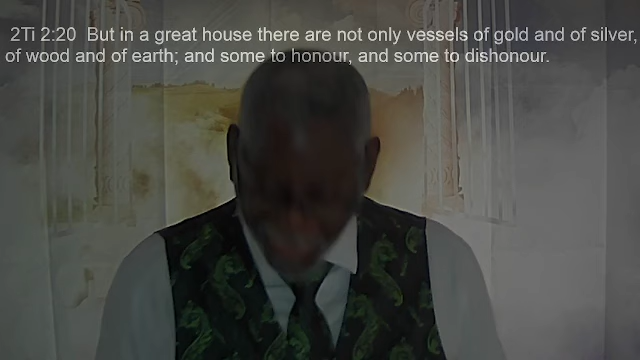 2Ti 2:20  But in a great house there are not only vessels of gold and of silver,
of wood and of earth; and some to honour, and some to dishonour.